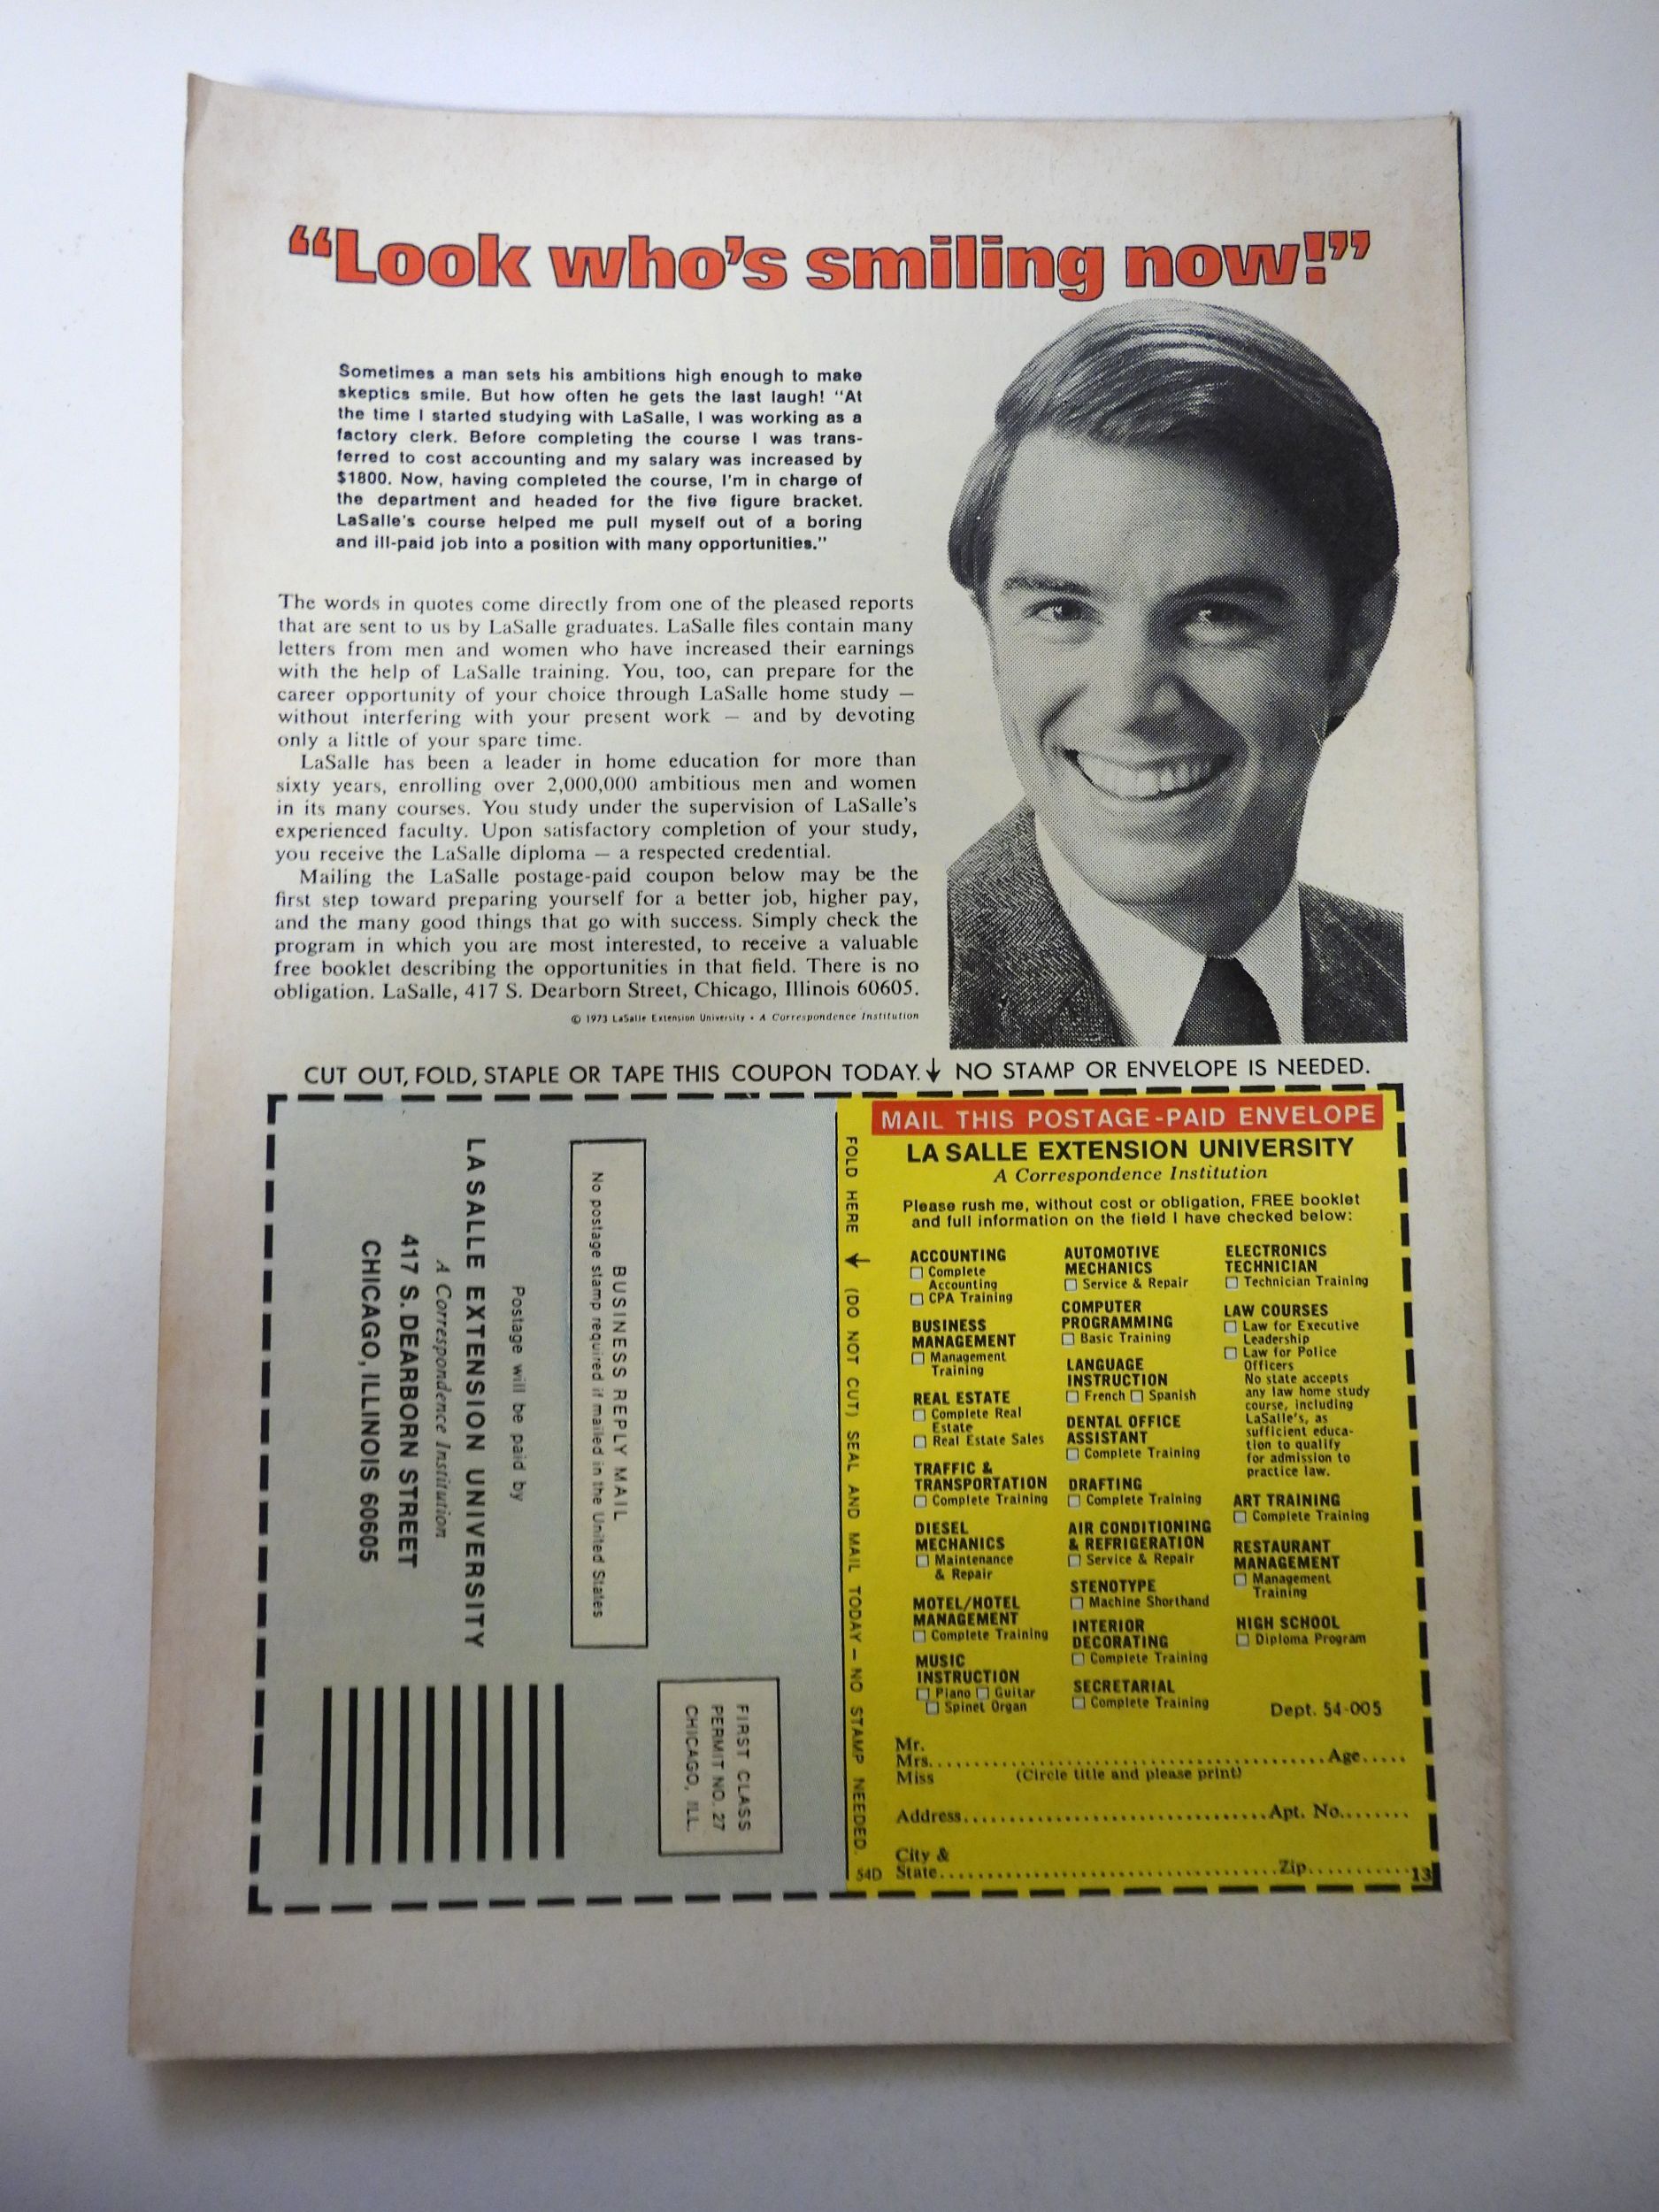 “Look who’s smiling now!”
Sometimes a man sets his ambitions high enough to make
skeptics smile. But how often he gets the last laugh! “At
the time I started studying with LaSalle, I was working as a
factory clerk. Before completing the course I was trans-
ferred to cost accounting and my salary was increased by
$1800. Now, having completed the course, I’m in charge of
the department and headed for the five figure bracket.
LaSalle’s course helped me pull myself out of a boring
and ill-paid job into a position with many opportunities.”
The words in quotes come directly from one of the pleased reports
that are sent to us by LaSalle graduates. LaSalle files contain many
letters from men and women who have increased their earnings
with the help of LaSalle training. You, too, can prepare for the
career opportunity of your choice through LaSalle home study —
without interfering with your present work — and by devoting
only a little of your spare time.
LaSalle has been a leader in home education for more than
sixty years, enrolling over 2,000,000 ambitious men and women
in its many courses. You study under the supervision of LaSalle’s
experienced faculty. Upon satisfactory completion of your study,
you receive the LaSalle diploma — a respected credential.
Mailing the LaSalle postage-paid coupon below may be the
first step toward preparing yourself for a better job, higher pay,
and the many good things that go with success. Simply check the
program in which you are most interested, to receive a valuable
free booklet describing the opportunities in that field. There is no
obligation. LaSalle, 417 S. Dearborn Street, Chicago, Illinois 60605.
© 1973 LaSalle Extension University • A Correspondence Institution
CUT OUT, FOLD, STAPLE OR TAPE THIS COUPON TODAY. ↓ NO STAMP OR ENVELOPE IS NEEDED.
FIRST CLASS
PERMIT NO. 27
CHICAGO, ILL.
BUSINESS REPLY MAIL
No postage stamp required if mailed in the United States
Postage will be paid by
LA SALLE EXTENSION UNIVERSITY
A Correspondence Institution
417 S. DEARBORN STREET
CHICAGO, ILLINOIS 60605
FOLD HERE ↓ (DO NOT CUT) SEAL AND MAIL TODAY — NO STAMP NEEDED.
MAIL THIS POSTAGE-PAID ENVELOPE
LA SALLE EXTENSION UNIVERSITY
A Correspondence Institution
Please rush me, without cost or obligation, FREE booklet
and full information on the field I have checked below:
ACCOUNTING
☐ Complete
Accounting
☐ CPA Training
BUSINESS
MANAGEMENT
☐ Management
Training
REAL ESTATE
☐ Complete Real
Estate
☐ Real Estate Sales
TRAFFIC &
TRANSPORTATION
☐ Complete Training
DIESEL
MECHANICS
☐ Maintenance
& Repair
MOTEL/HOTEL
MANAGEMENT
☐ Complete Training
MUSIC
INSTRUCTION
☐ Piano ☐ Guitar
☐ Spinet Organ
AUTOMOTIVE
MECHANICS
☐ Service & Repair
COMPUTER
PROGRAMMING
☐ Basic Training
LANGUAGE
INSTRUCTION
☐ French ☐ Spanish
DENTAL OFFICE
ASSISTANT
☐ Complete Training
DRAFTING
☐ Complete Training
AIR CONDITIONING
& REFRIGERATION
☐ Service & Repair
STENOTYPE
☐ Machine Shorthand
INTERIOR
DECORATING
☐ Complete Training
SECRETARIAL
☐ Complete Training
ELECTRONICS
TECHNICIAN
☐ Technician Training
LAW COURSES
☐ Law for Executive
Leadership
☐ Law for Police
Officers
No state accepts
any law home study
course, including
LaSalle’s, as
sufficient educa-
tion to qualify
for admission to
practice law.
ART TRAINING
☐ Complete Training
RESTAURANT
MANAGEMENT
☐ Management
Training
HIGH SCHOOL
☐ Diploma Program
Dept. 54-005
Mr.
Mrs. Age
Miss (Circle title and please print)
Address Apt. No.
City &
54D State Zip 13